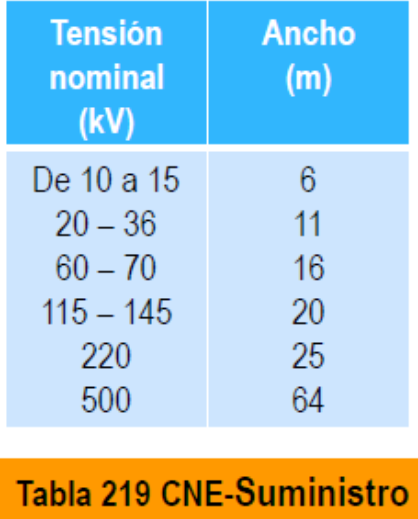 Tensión nominal (kV) Ancho (m)
De 10 a 15 6
20 – 36 11
60 – 70 16
115 – 145 20
220 25
500 64
Tabla 219 CNE-Suministro